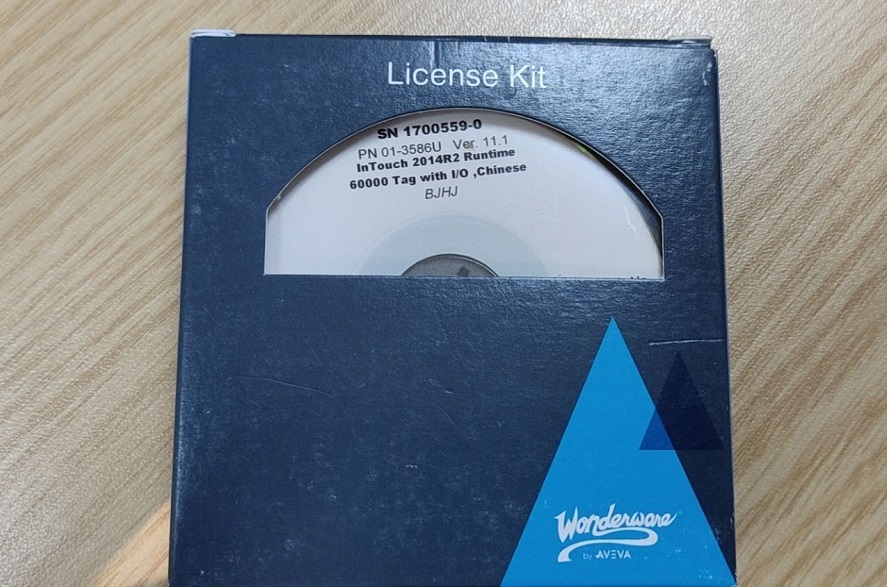 License Kit
SN 1700559-0
PN 01-3586U Ver. 11.1
InTouch 2014R2 Runtime
60000 Tag with I/O ,Chinese
BJHJ
Wonderware
by AVEVA